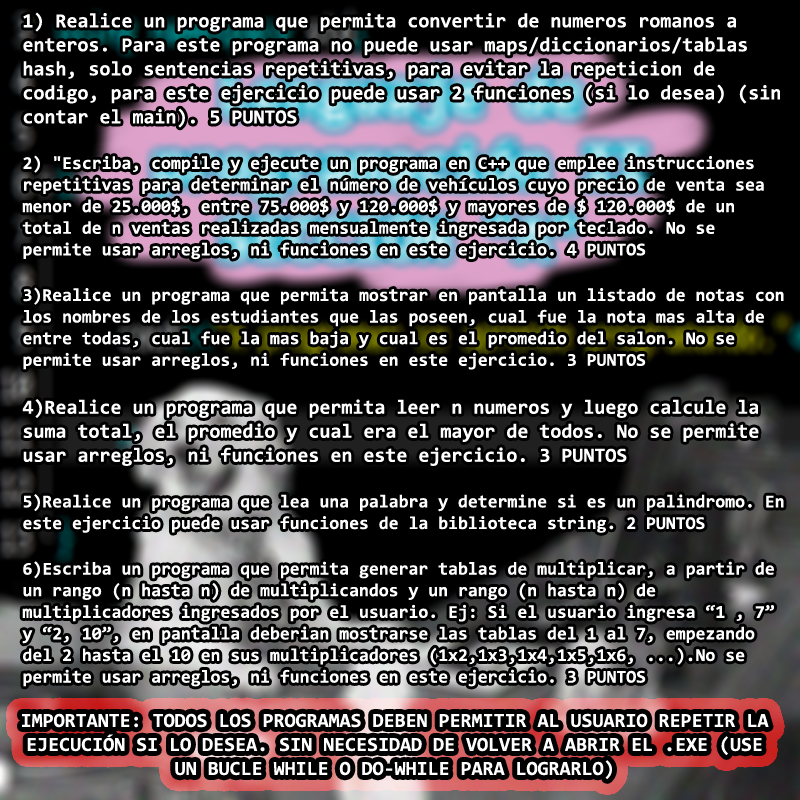 1) Realice un programa que permita convertir de numeros romanos a
enteros. Para este programa no puede usar maps/diccionarios/tablas
hash, solo sentencias repetitivas, para evitar la repeticion de
codigo, para este ejercicio puede usar 2 funciones (si lo desea) (sin
contar el main). 5 PUNTOS
2) "Escriba, compile y ejecute un programa en C++ que emplee instrucciones
repetitivas para determinar el número de vehículos cuyo precio de venta sea
menor de 25.000$, entre 75.000$ y 120.000$ y mayores de $ 120.000$ de un
total de n ventas realizadas mensualmente ingresada por teclado. No se
permite usar arreglos, ni funciones en este ejercicio. 4 PUNTOS
3)Realice un programa que permita mostrar en pantalla un listado de notas con
los nombres de los estudiantes que las poseen, cual fue la nota mas alta de
entre todas, cual fue la mas baja y cual es el promedio del salon. No se
permite usar arreglos, ni funciones en este ejercicio. 3 PUNTOS
4)Realice un programa que permita leer n numeros y luego calcule la
suma total, el promedio y cual era el mayor de todos. No se permite
usar arreglos, ni funciones en este ejercicio. 3 PUNTOS
5)Realice un programa que lea una palabra y determine si es un palindromo. En
este ejercicio puede usar funciones de la biblioteca string. 2 PUNTOS
6)Escriba un programa que permita generar tablas de multiplicar, a partir de
un rango (n hasta n) de multiplicandos y un rango (n hasta n) de
multiplicadores ingresados por el usuario. Ej: Si el usuario ingresa “1 , 7”
y “2, 10”, en pantalla deberian mostrarse las tablas del 1 al 7, empezando
del 2 hasta el 10 en sus multiplicadores (1x2,1x3,1x4,1x5,1x6, ...).No se
permite usar arreglos, ni funciones en este ejercicio. 3 PUNTOS
IMPORTANTE: TODOS LOS PROGRAMAS DEBEN PERMITIR AL USUARIO REPETIR LA
EJECUCIÓN SI LO DESEA. SIN NECESIDAD DE VOLVER A ABRIR EL .EXE (USE
UN BUCLE WHILE O DO-WHILE PARA LOGRARLO)